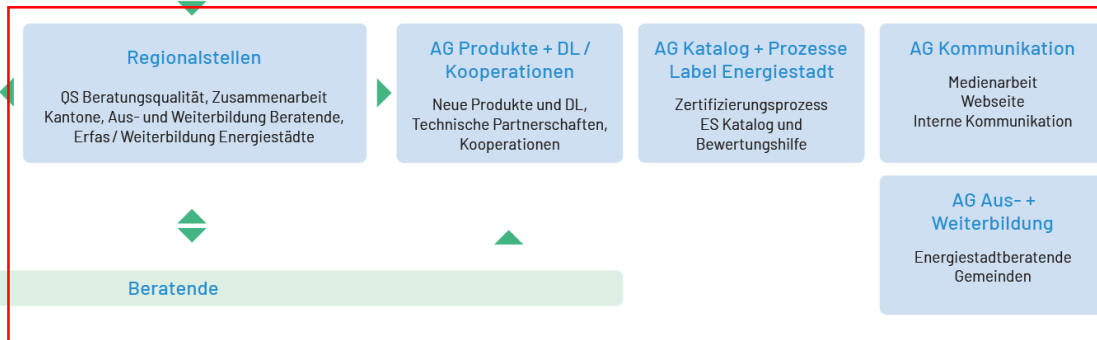 Regionalstellen
QS Beratungsqualität, Zusammenarbeit
Kantone, Aus- und Weiterbildung Beratende,
Erfas / Weiterbildung Energiestädte
AG Produkte + DL /
Kooperationen
Neue Produkte und DL,
Technische Partnerschaften,
Kooperationen
AG Katalog + Prozesse
Label Energiestadt
Zertifizierungsprozess
ES Katalog und
Bewertungshilfe
AG Kommunikation
Medienarbeit
Webseite
Interne Kommunikation
AG Aus- +
Weiterbildung
Energiestadtberatende
Gemeinden
Beratende